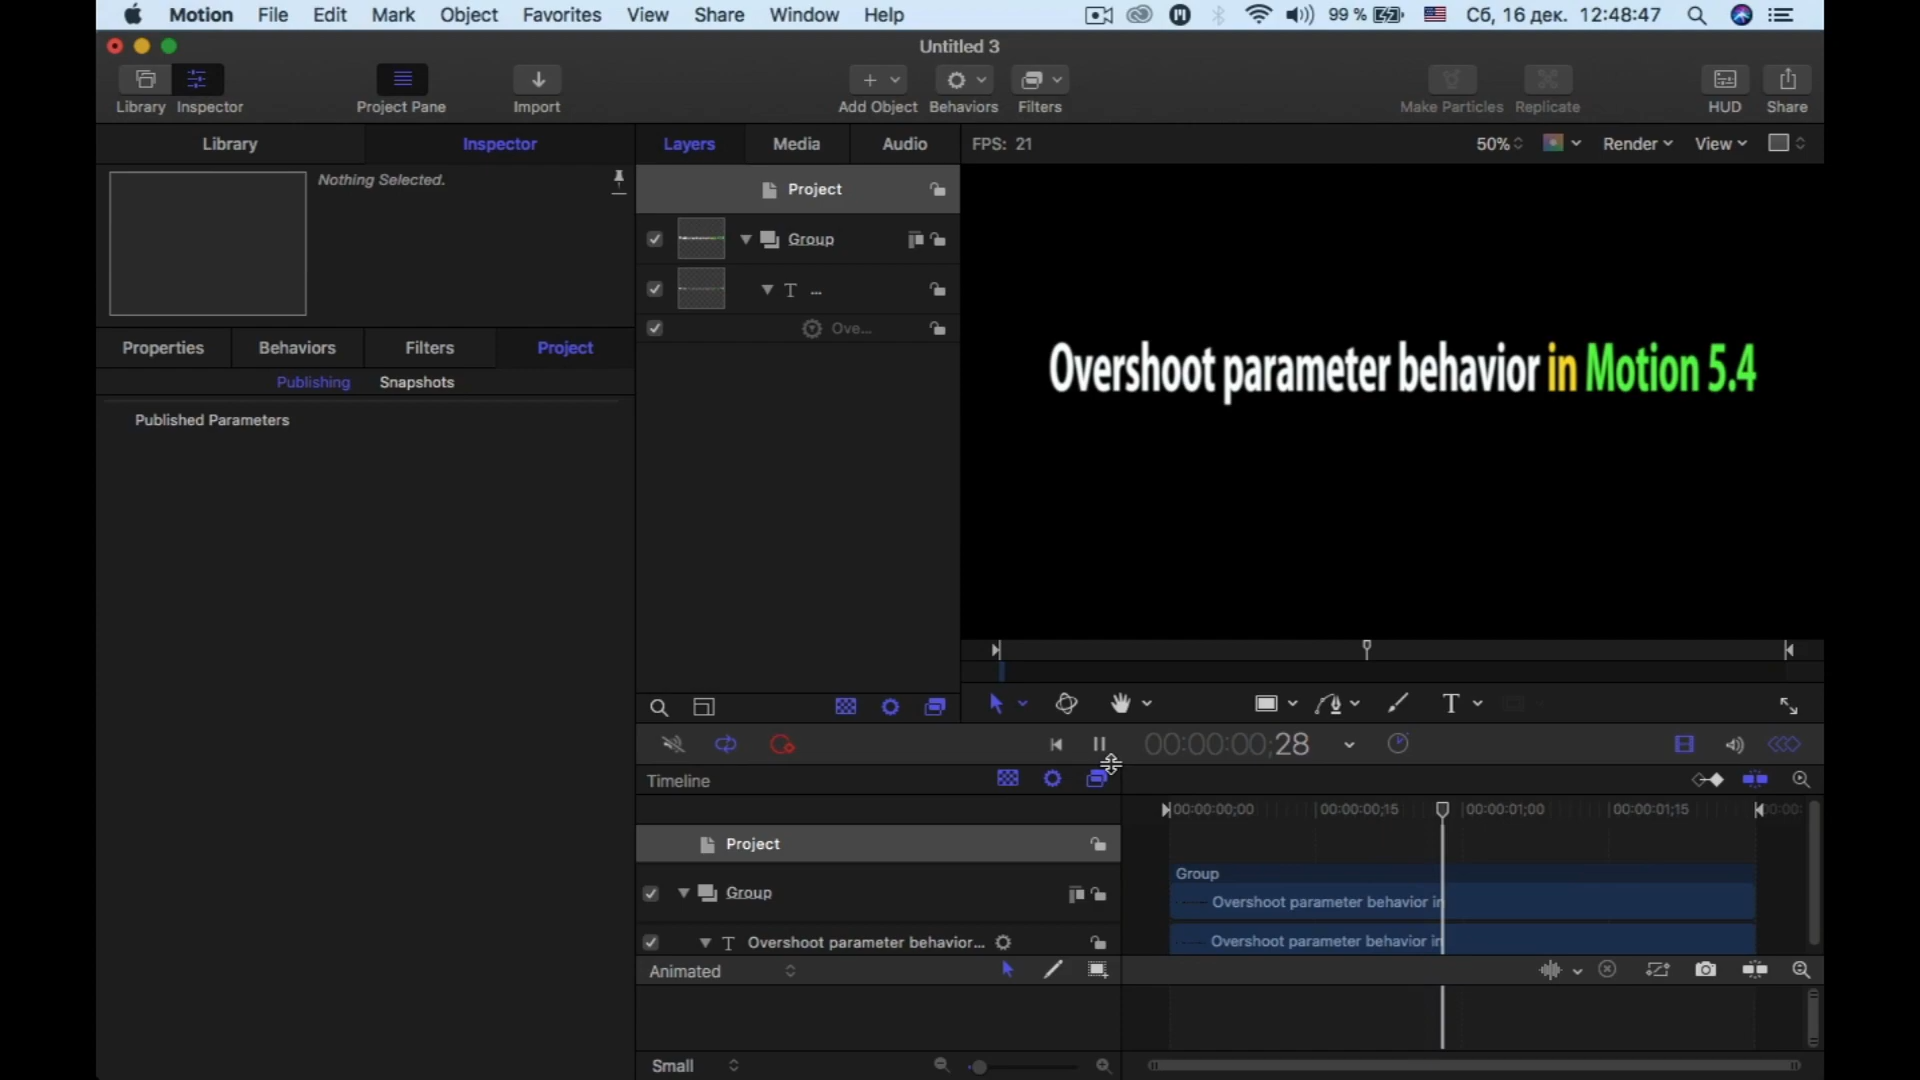 Motion File Edit Mark Object Favorites View Share Window Help 99 % Сб, 16 дек. 12:48:47
Untitled 3
Library Inspector Project Pane Import Add Object Behaviors Filters Make Particles Replicate HUD Share
Library Inspector Layers Media Audio FPS: 21 50% Render View
Nothing Selected.
Project
Group
T ...
Ove...
Properties Behaviors Filters Project
Publishing Snapshots
Published Parameters
Overshoot parameter behavior in Motion 5.4
T
00:00:00;28
Timeline
00:00:00;00 00:00:00;15 00:00:01;00 00:00:01;15 00:00:
Project
Group
Group
Overshoot parameter behavior in
T Overshoot parameter behavior...
Overshoot parameter behavior in
Animated
Small